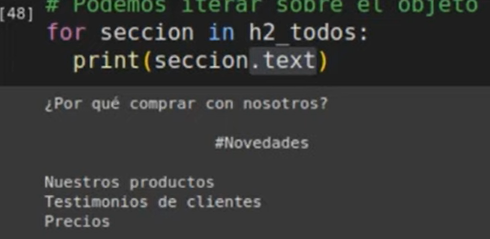 [48] # Podemos iterar sobre el objeto
for seccion in h2_todos:
print(seccion.text)
¿Por qué comprar con nosotros?
#Novedades
Nuestros productos
Testimonios de clientes
Precios